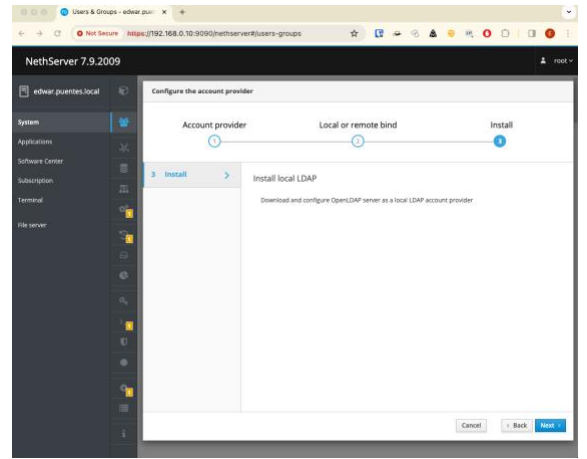 Users & Groups - edwar.puen
Not Secure https://192.168.0.10:9090/nethserver#/users-groups
NethServer 7.9.2009
root
edwar.puentes.local
System
Applications
Software Center
Subscription
Terminal
File server
Configure the account provider
Account provider
Local or remote bind
Install
1
2
3
3 Install
Install local LDAP
Download and configure OpenLDAP server as a local LDAP account provider
Cancel
Back
Next